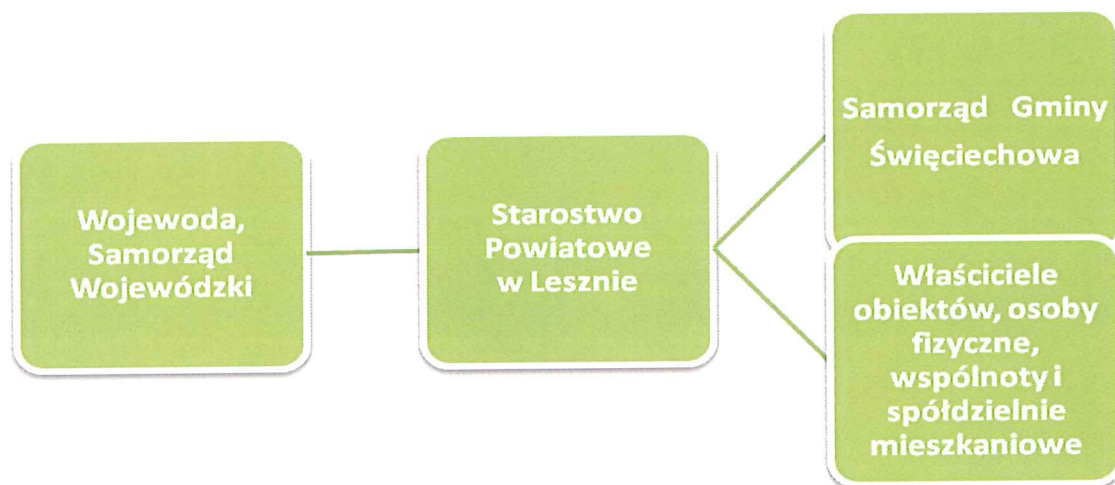 Wojewoda,
Samorząd
Wojewódzki
Starostwo
Powiatowe
w Lesznie
Samorząd Gminy
Święciechowa
Właściciele
obiektów, osoby
fizyczne,
wspólnoty i
spółdzielnie
mieszkaniowe